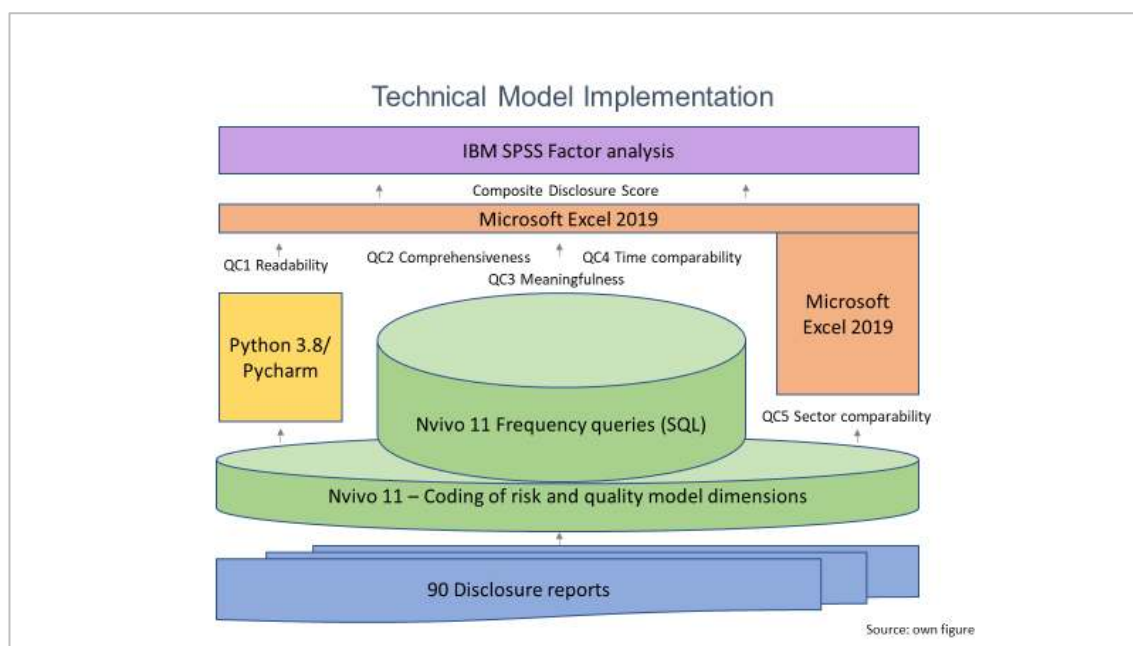 Technical Model Implementation
IBM SPSS Factor analysis
Composite Disclosure Score
Microsoft Excel 2019
QC1 Readability
QC2 Comprehensiveness
QC4 Time comparability
QC3 Meaningfulness
Microsoft
Excel 2019
Python 3.8/
Pycharm
Nvivo 11 Frequency queries (SQL)
QC5 Sector comparability
Nvivo 11 – Coding of risk and quality model dimensions
90 Disclosure reports
Source: own figure